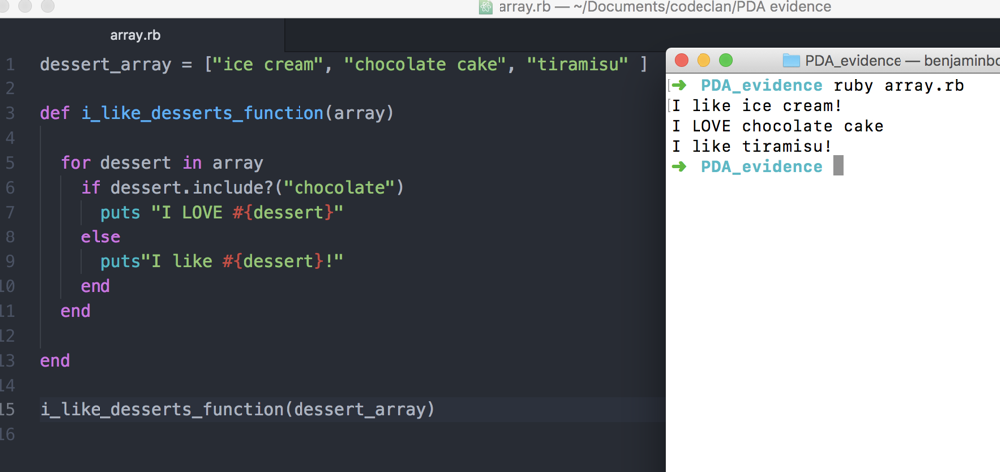 array.rb — ~/Documents/codeclan/PDA evidence
array.rb
1 dessert_array = ["ice cream", "chocolate cake", "tiramisu" ]
2
3 def i_like_desserts_function(array)
4
5 for dessert in array
6 if dessert.include?("chocolate")
7 puts "I LOVE #{dessert}"
8 else
9 puts"I like #{dessert}!"
10 end
11 end
12
13 end
14
15 i_like_desserts_function(dessert_array)
16
PDA_evidence — benjaminbo
[➜ PDA_evidence ruby array.rb
[I like ice cream!
I LOVE chocolate cake
I like tiramisu!
➜ PDA_evidence